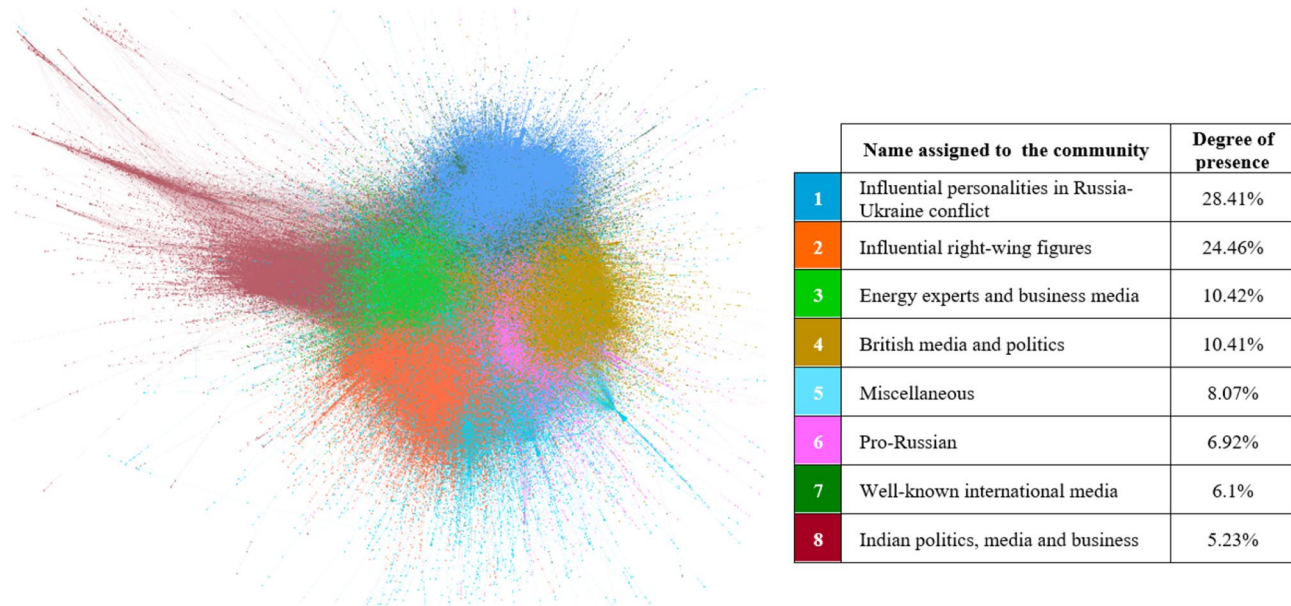 Name assigned to the community
Degree of
presence
1
Influential personalities in Russia-
Ukraine conflict
28.41%
2
Influential right-wing figures
24.46%
3
Energy experts and business media
10.42%
4
British media and politics
10.41%
5
Miscellaneous
8.07%
6
Pro-Russian
6.92%
7
Well-known international media
6.1%
8
Indian politics, media and business
5.23%